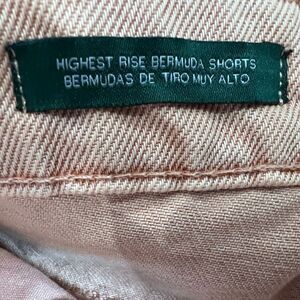 HIGHEST RISE BERMUDA SHORTS
BERMUDAS DE TIRO MUY ALTO